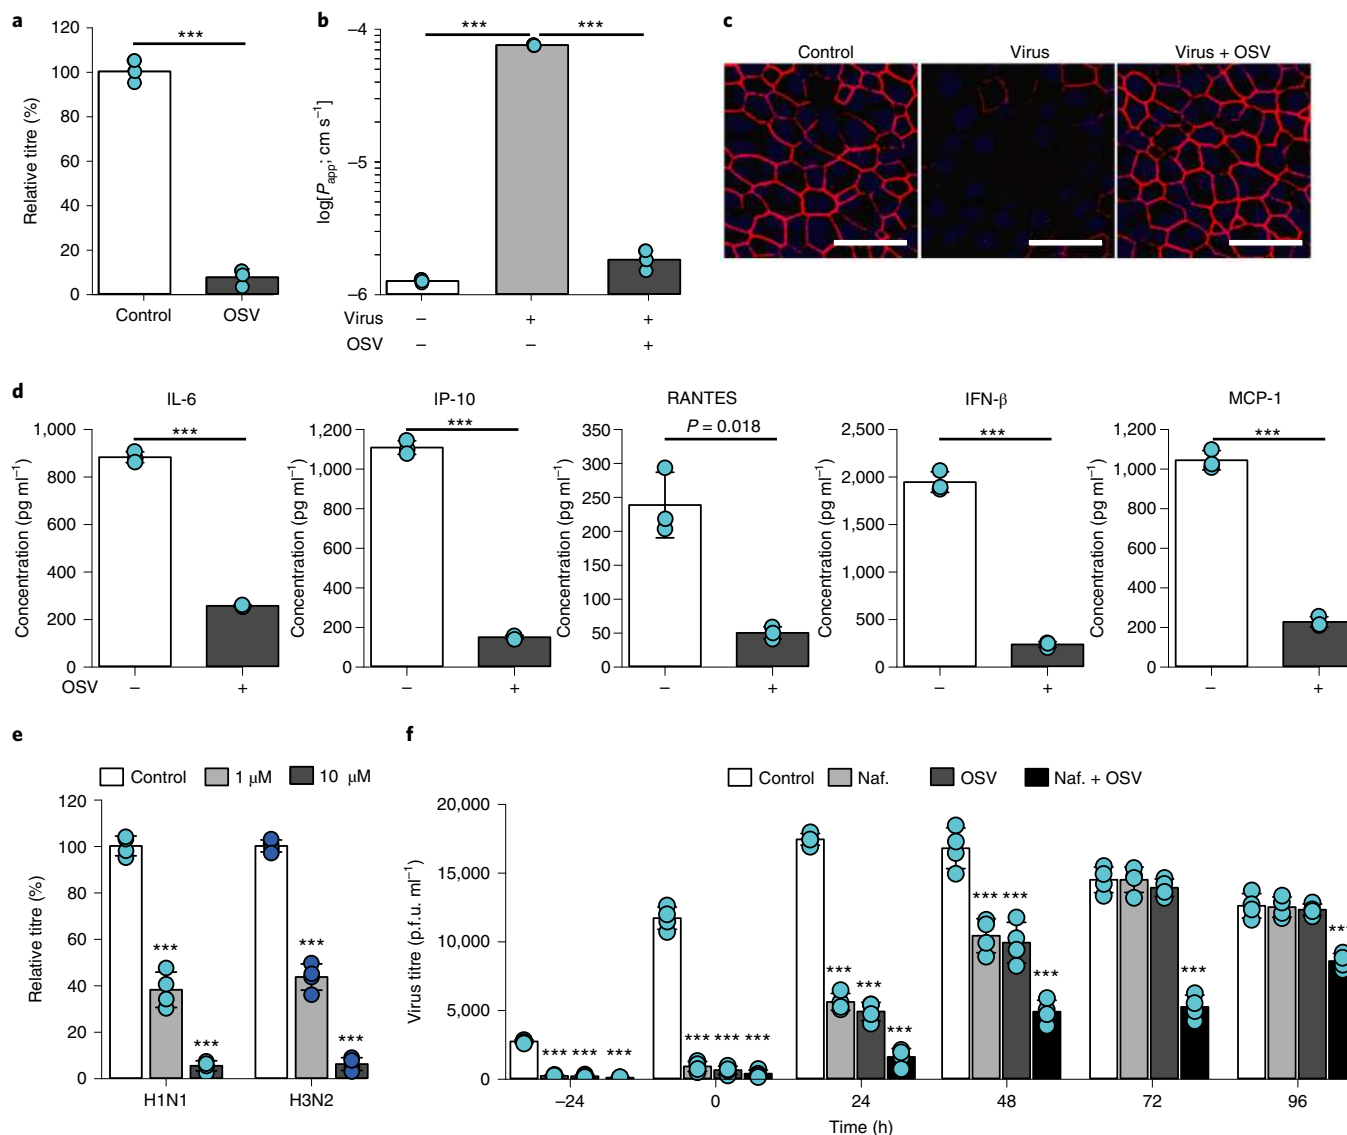 a
120
100
80
60
40
20
0
Relative titre (%)
***
Control
OSV
b
–4
–5
–6
log[Papp; cm s⁻¹]
***
***
Virus – + +
OSV – – +
c
Control
Virus
Virus + OSV
d
IL-6
1,000
800
600
400
200
0
Concentration (pg ml⁻¹)
***
OSV – +
IP-10
1,200
1,000
800
600
400
200
0
Concentration (pg ml⁻¹)
***
– +
RANTES
350
300
250
200
150
100
50
0
Concentration (pg ml⁻¹)
P = 0.018
– +
IFN-β
2,500
2,000
1,500
1,000
500
0
Concentration (pg ml⁻¹)
***
– +
MCP-1
1,200
1,000
800
600
400
200
0
Concentration (pg ml⁻¹)
***
– +
e
Control
1 μM
10 μM
120
100
80
60
40
20
0
Relative titre (%)
***
***
***
***
H1N1
H3N2
f
Control
Naf.
OSV
Naf. + OSV
20,000
15,000
10,000
5,000
0
Virus titre (p.f.u. ml⁻¹)
*** *** ***
*** *** ***
*** *** ***
*** *** ***
***
***
–24
0
24
48
72
96
Time (h)